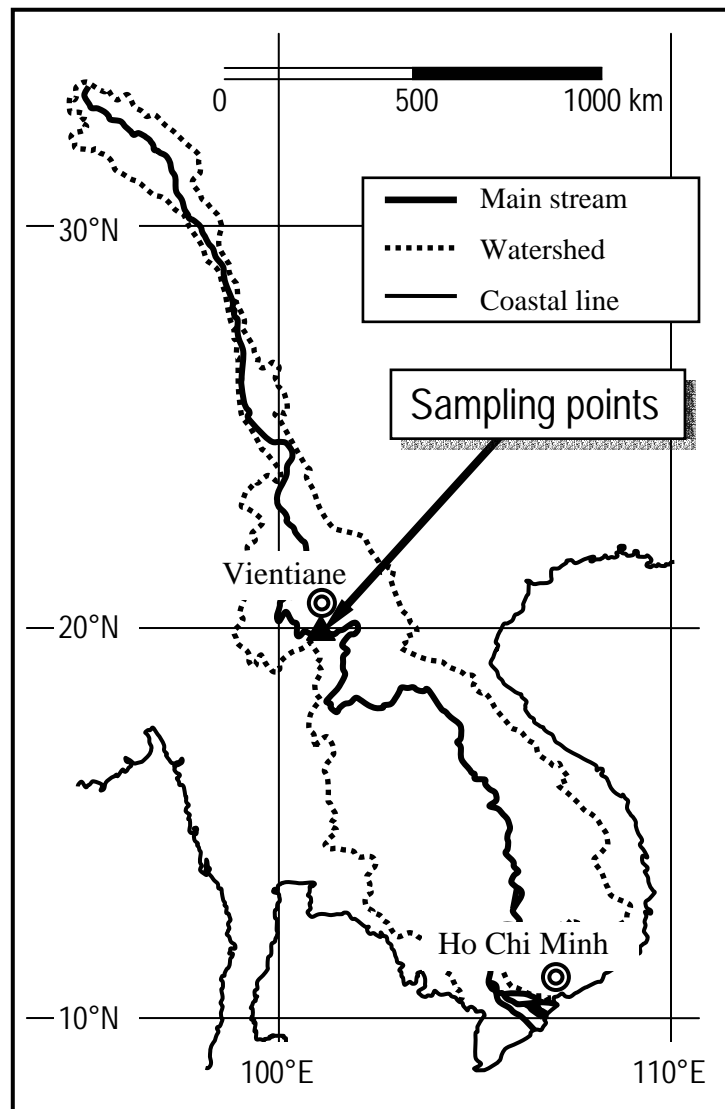 0 500 1000 km
Main stream
Watershed
Coastal line
30°N
Sampling points
Vientiane
20°N
Ho Chi Minh
10°N
100°E 110°E